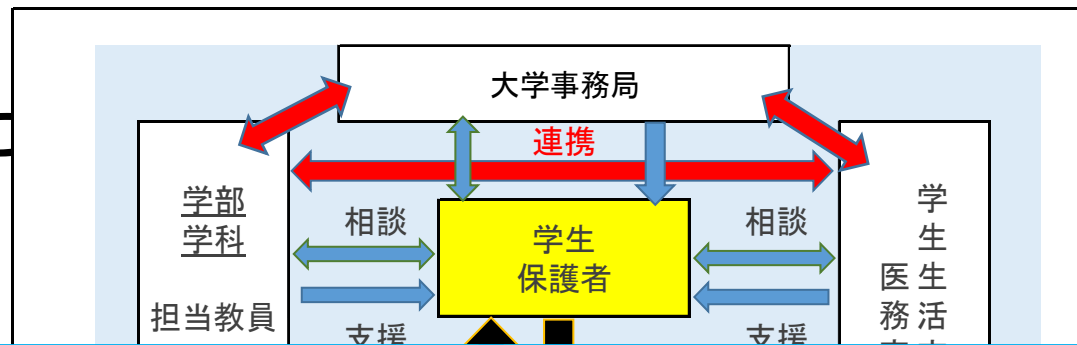 大学事務局
連携
学部
学科
担当教員
相談
支援
学生
保護者
相談
支援
学生生活
医務